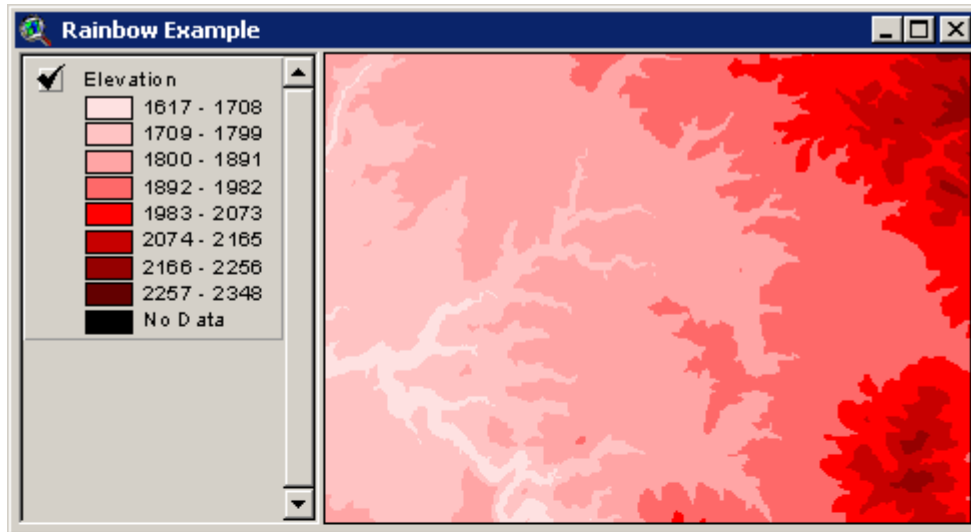 Rainbow Example
Elevation
1617 - 1708
1709 - 1799
1800 - 1891
1892 - 1982
1983 - 2073
2074 - 2165
2166 - 2256
2257 - 2348
No Data